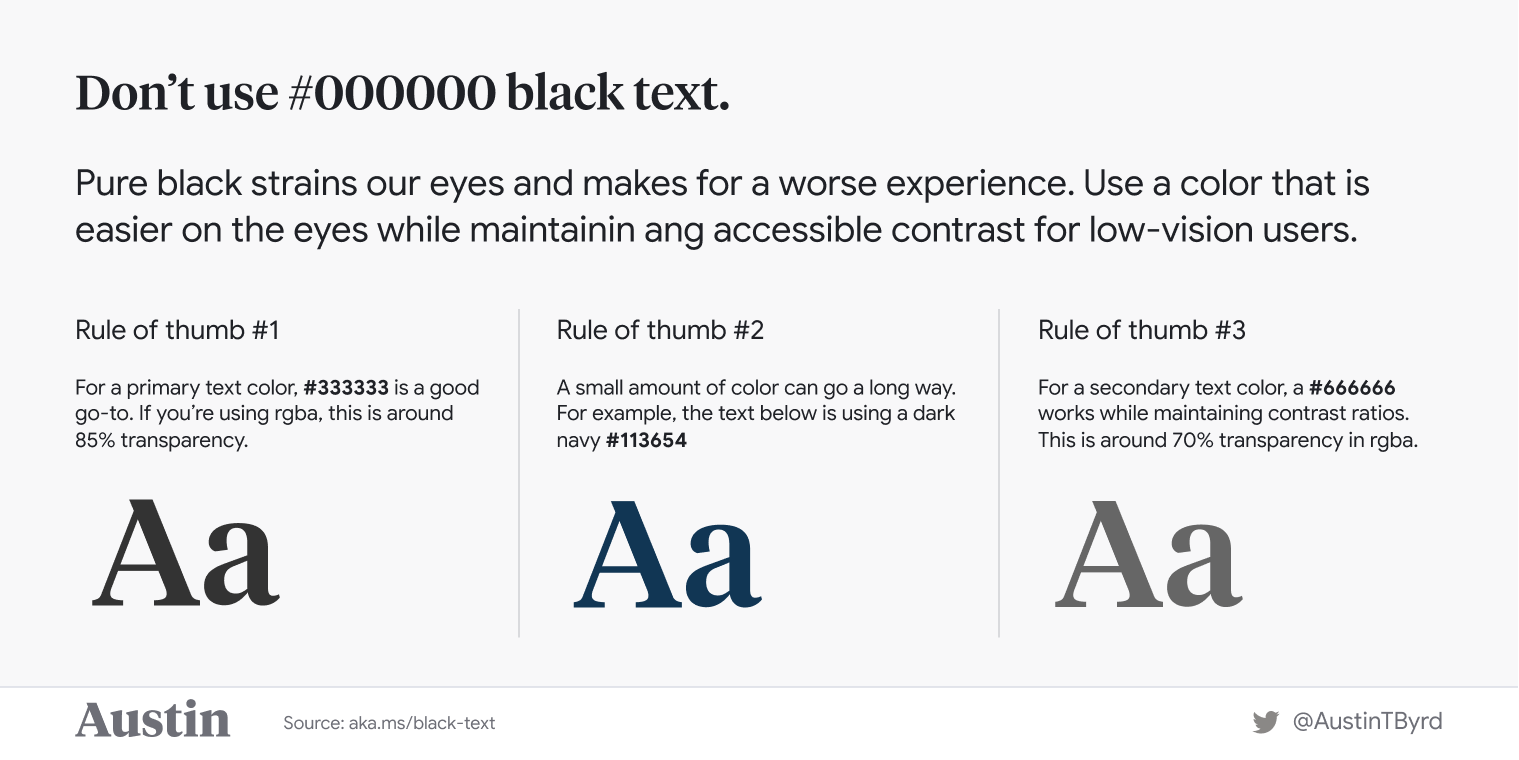 Don’t use #000000 black text.
Pure black strains our eyes and makes for a worse experience. Use a color that is
easier on the eyes while maintainin ang accessible contrast for low-vision users.
Rule of thumb #1
For a primary text color, #333333 is a good
go-to. If you’re using rgba, this is around
85% transparency.
Aa
Rule of thumb #2
A small amount of color can go a long way.
For example, the text below is using a dark
navy #113654
Aa
Rule of thumb #3
For a secondary text color, a #666666
works while maintaining contrast ratios.
This is around 70% transparency in rgba.
Aa
Austin
Source: aka.ms/black-text
@AustinTByrd